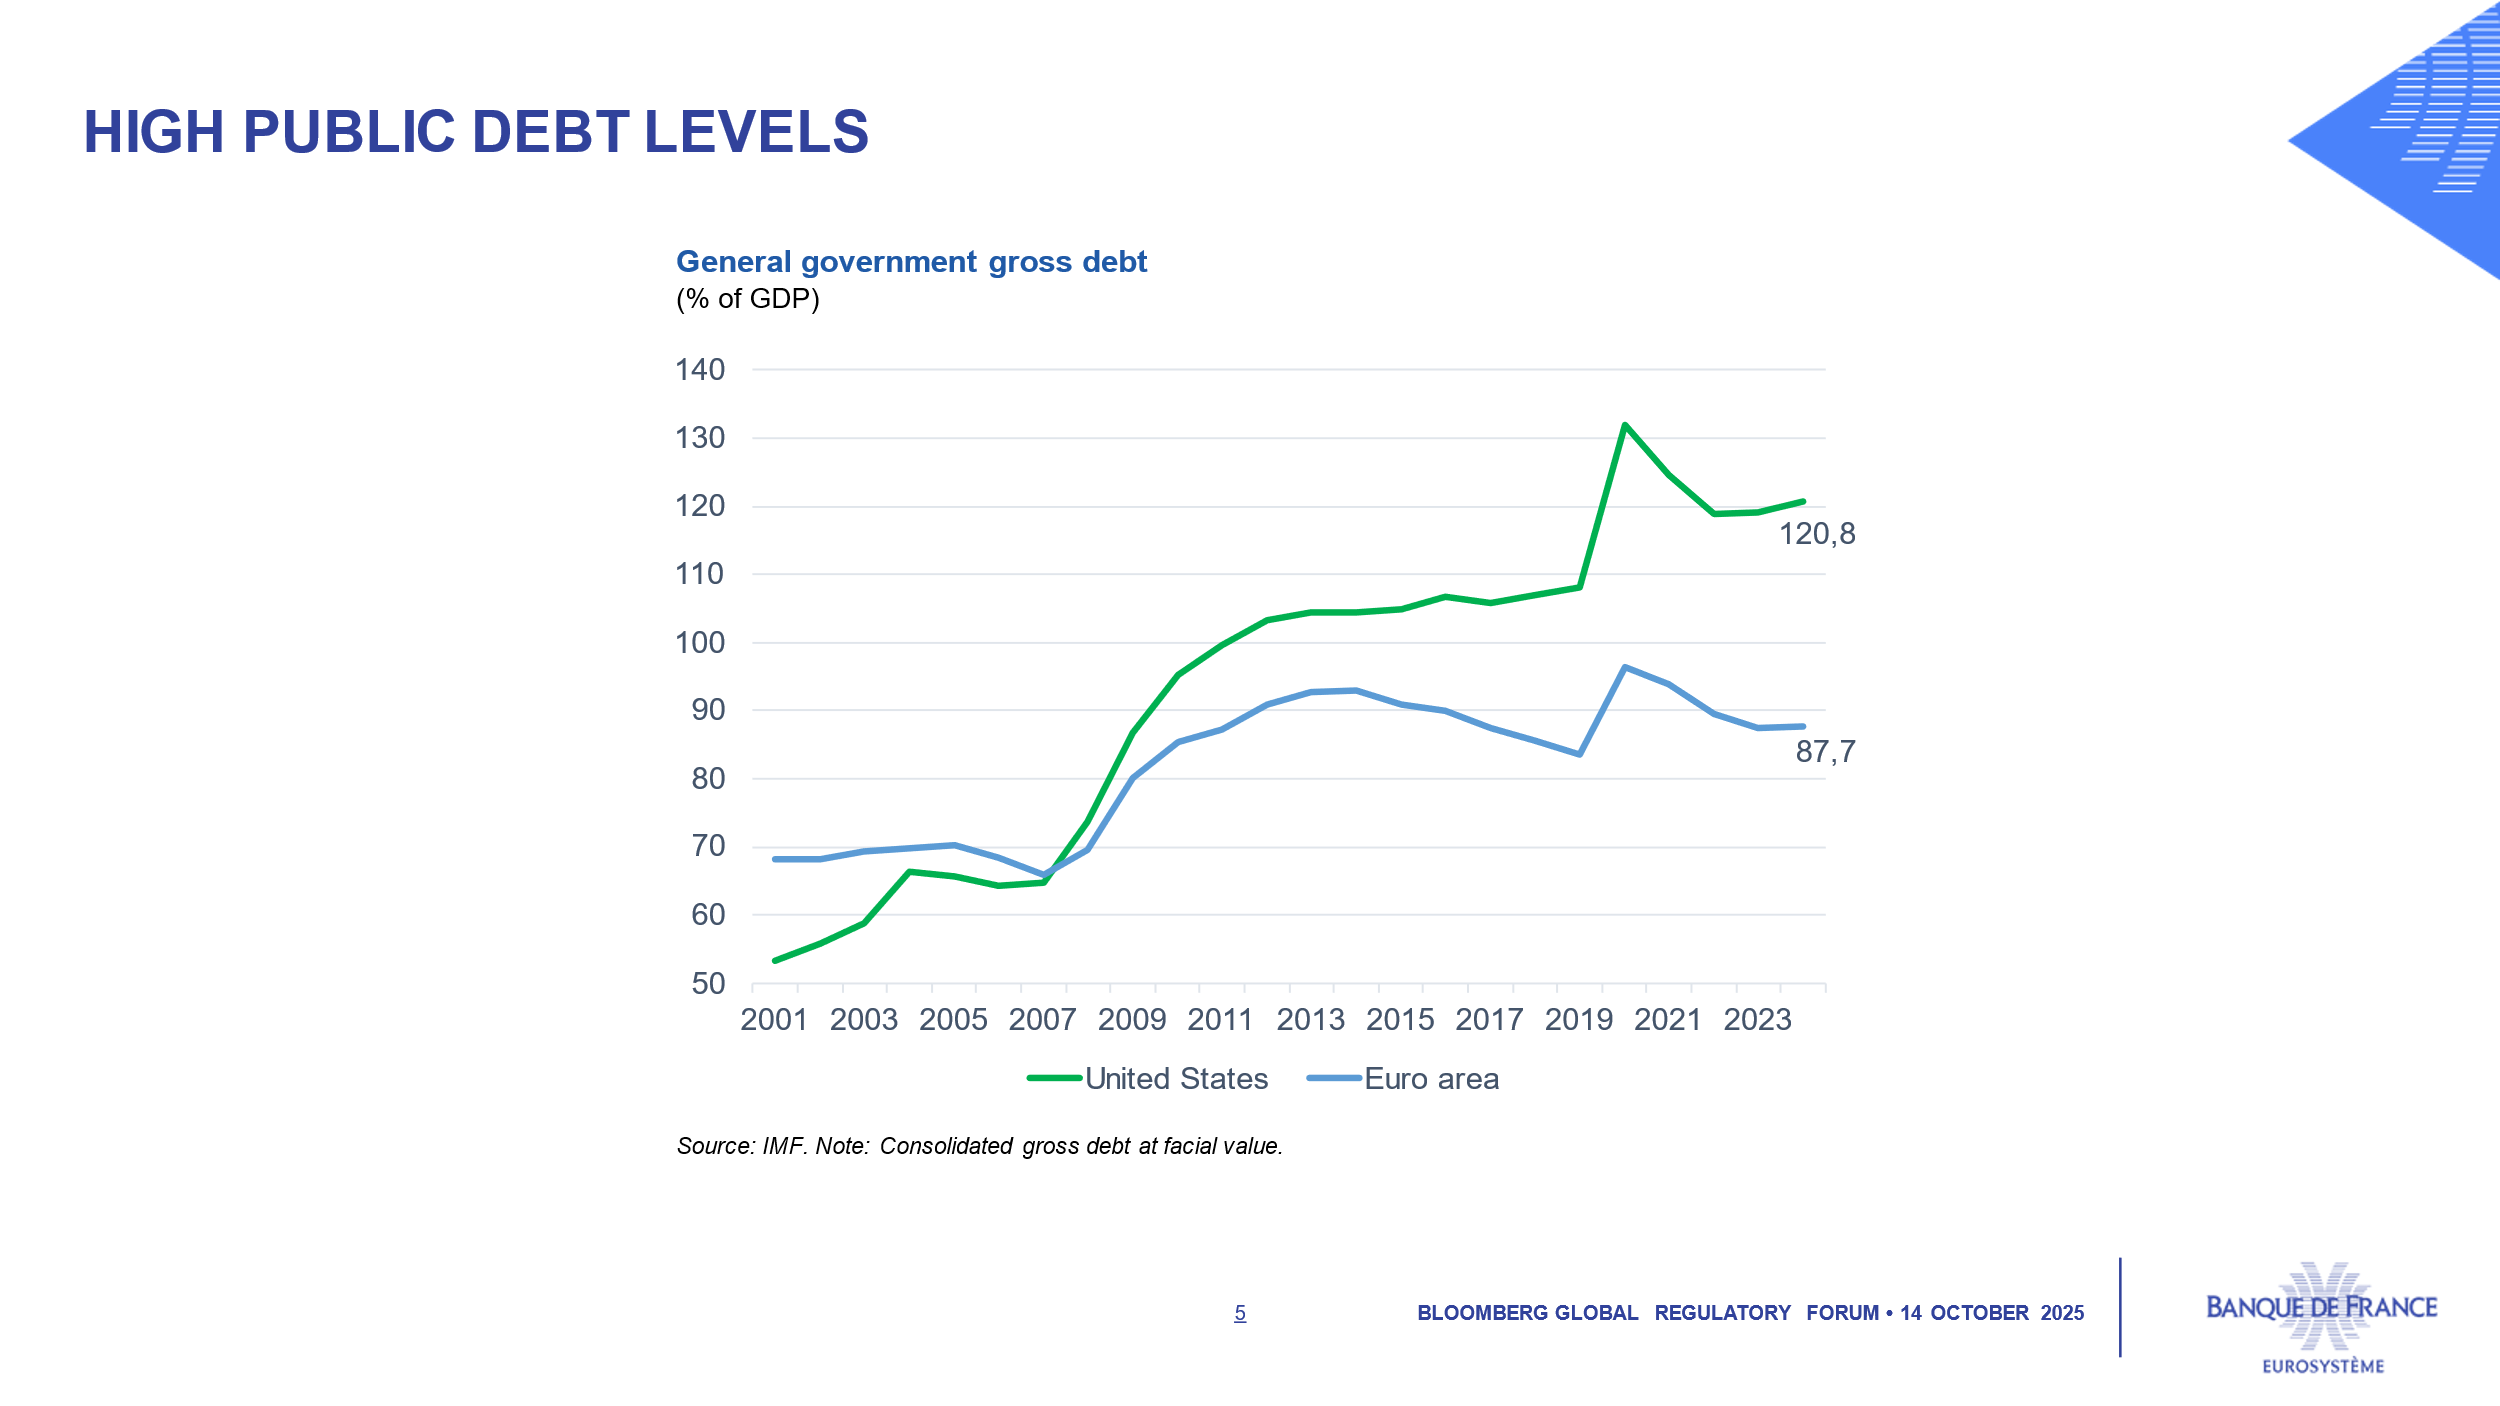 HIGH PUBLIC DEBT LEVELS
General government gross debt
(% of GDP)
140
130
120
110
100
90
80
70
60
50
120,8
87,7
2001 2003 2005 2007 2009 2011 2013 2015 2017 2019 2021 2023
United States Euro area
Source: IMF. Note: Consolidated gross debt at facial value.
5 BLOOMBERG GLOBAL REGULATORY FORUM • 14 OCTOBER 2025
BANQUE DE FRANCE
EUROSYSTÈME